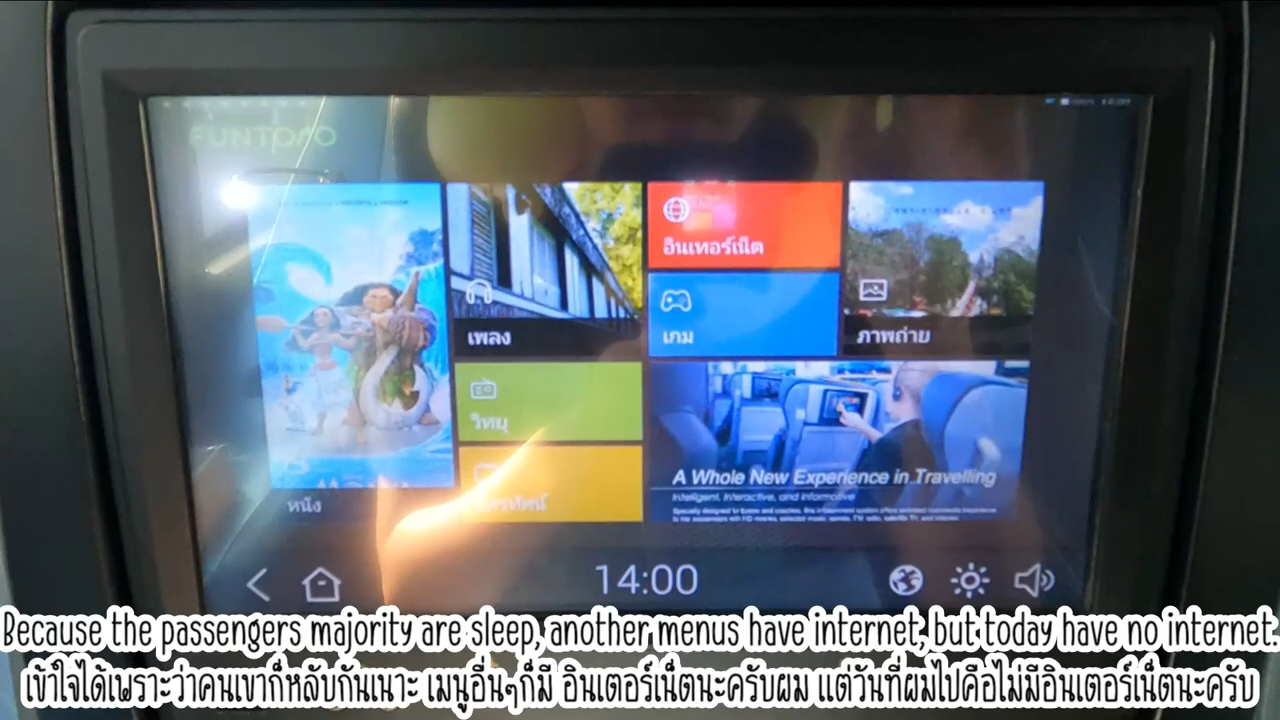 จันทรุกาด
อินเทอร์เน็ต
เพลง
เกม
ภาพถ่าย
วิทยุ
A Whole New Experience in Travelling
Intelligent, Interactive, and Informative
หนัง
14:00
Because the passengers majority are sleep, another menus have internet, but today have no internet.
เข้าใจได้เพราะว่าคนเขาก็หลับกันเนาะ เมนูอื่นๆก็มี อินเตอร์เน็ตนะครับผม แต่วันที่ผมไปคือไม่มีอินเตอร์เน็ตนะครับ